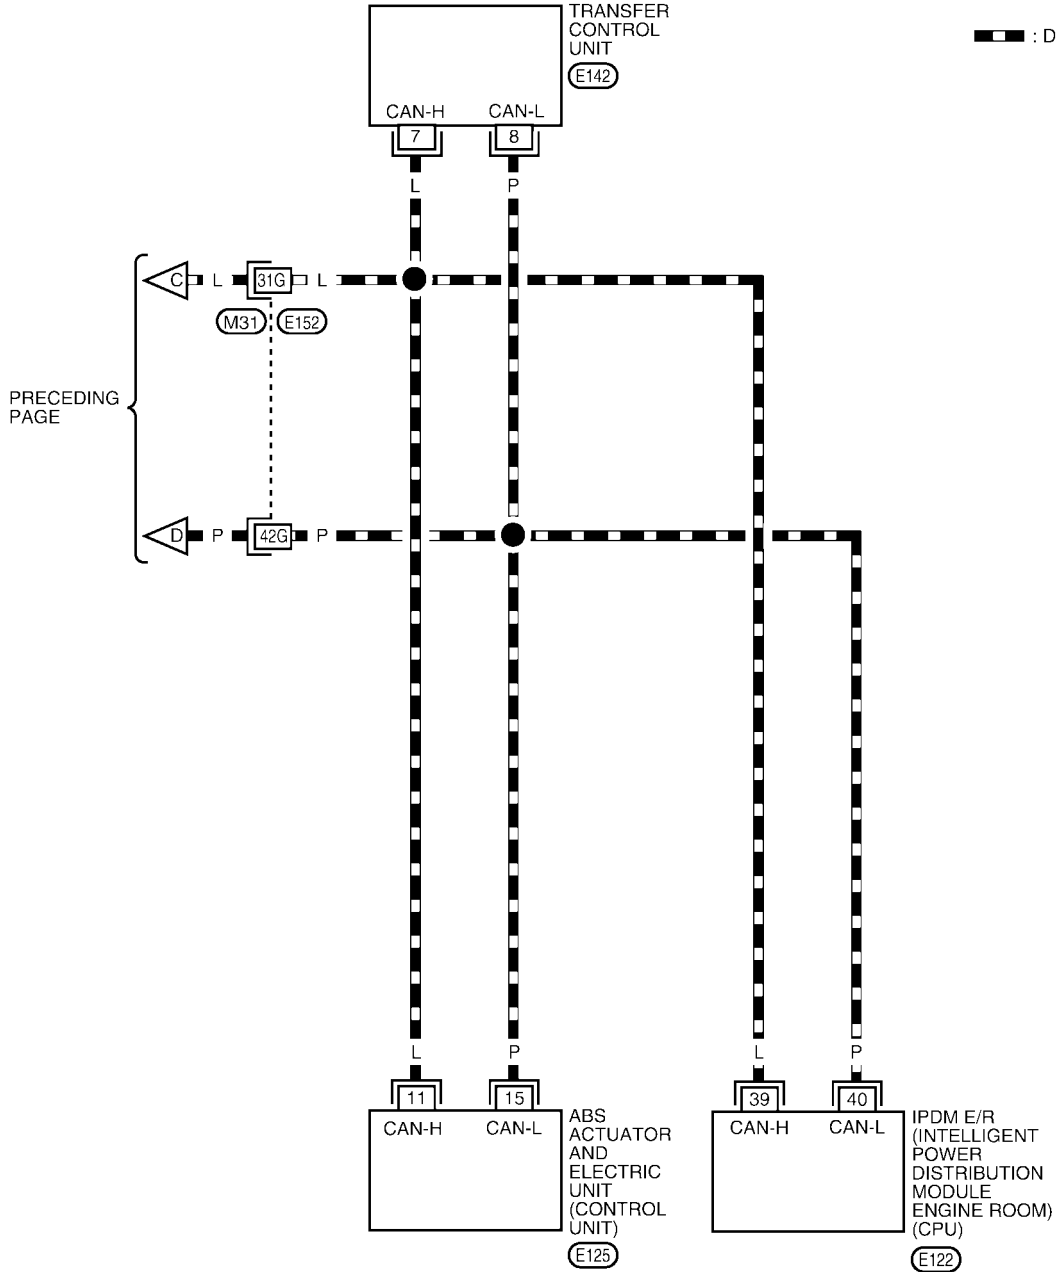 TRANSFER
CONTROL
UNIT
E142
: D
CAN-H
CAN-L
7
8
L
P
C
L
31G
L
M31
E152
PRECEDING
PAGE
D
P
42G
P
L
P
L
P
11
15
39
40
CAN-H
CAN-L
CAN-H
CAN-L
ABS
ACTUATOR
AND
ELECTRIC
UNIT
(CONTROL
UNIT)
E125
IPDM E/R
(INTELLIGENT
POWER
DISTRIBUTION
MODULE
ENGINE ROOM)
(CPU)
E122